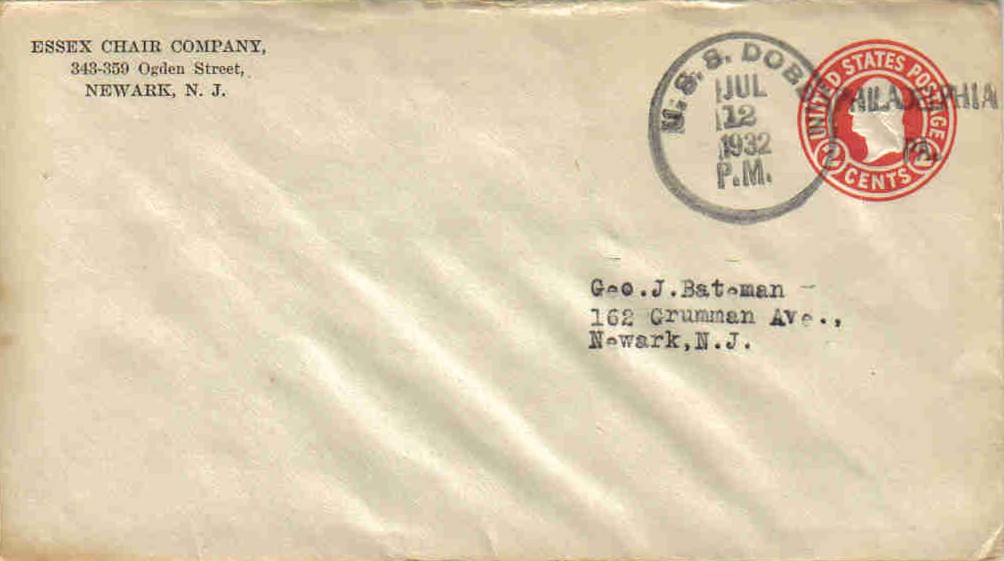 ESSEX CHAIR COMPANY,
343-359 Ogden Street,
NEWARK, N. J.
U. S. S. DOB
JUL
12
1932
P.M.
PHILADELPHIA
PA.
UNITED STATES POSTAGE
2 CENTS 2
Geo.J.Bateman
162 Grumman Ave.,
Newark,N.J.